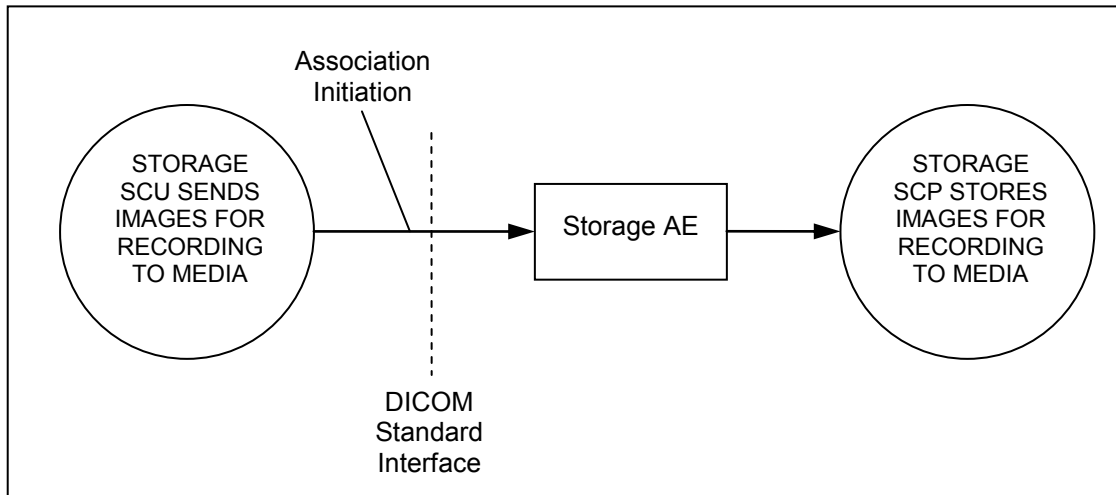 Association
Initiation
STORAGE
SCU SENDS
IMAGES FOR
RECORDING
TO MEDIA
Storage AE
STORAGE
SCP STORES
IMAGES FOR
RECORDING
TO MEDIA
DICOM
Standard
Interface